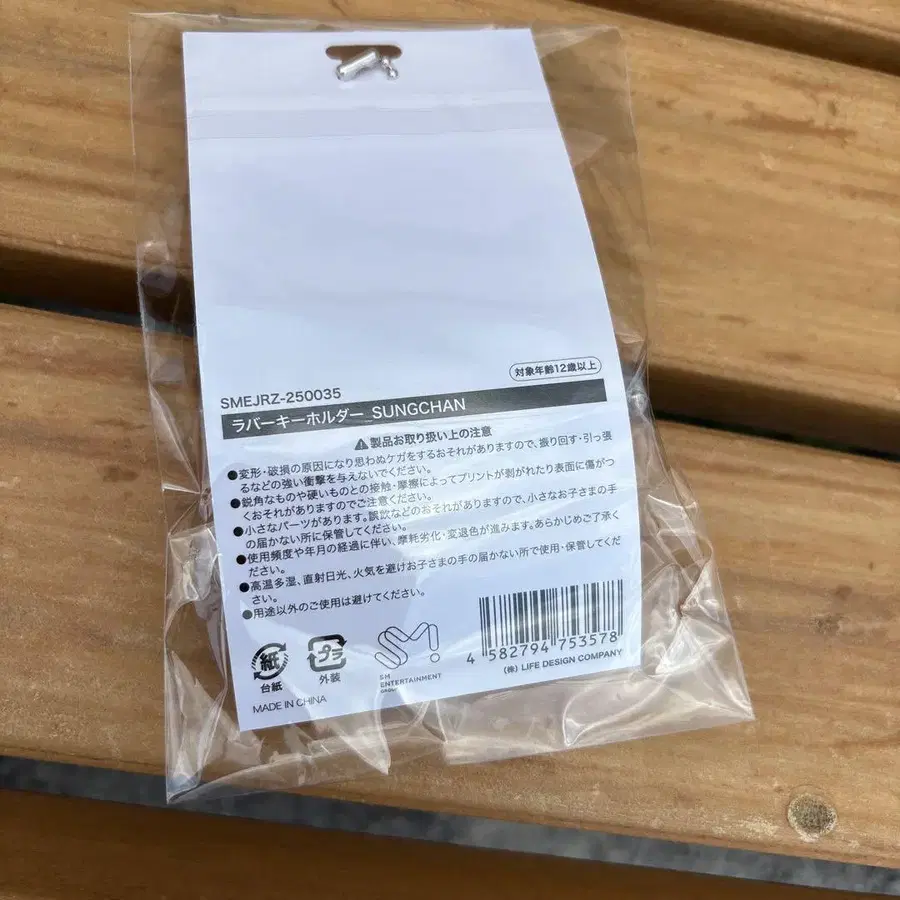 対象年齢12歳以上
SMEJRZ-250035
ラバーキーホルダー_SUNGCHAN
⚠製品お取り扱い上の注意
●変形・破損の原因になり思わぬケガをするおそれがありますので、振り回す・引っ張
るなどの強い衝撃を与えないでください。
●鋭角なものや硬いものとの接触・摩擦によってプリントが剥がれたり表面に傷がつ
くおそれがありますのでご注意ください。
●小さなパーツがあります。誤飲などのおそれがありますので、小さなお子さまの手
の届かない所に保管してください。
●使用頻度や年月の経過に伴い、摩耗劣化・変退色が進みます。あらかじめご了承く
ださい。
●高温多湿、直射日光、火気を避けお子さまの手の届かない所で使用・保管してくだ
さい。
●用途以外のご使用は避けてください。
紙
台紙
プラ
外装
SM
SM
ENTERTAINMENT
GROUP
4 582794 753578
(株) LIFE DESIGN COMPANY
MADE IN CHINA